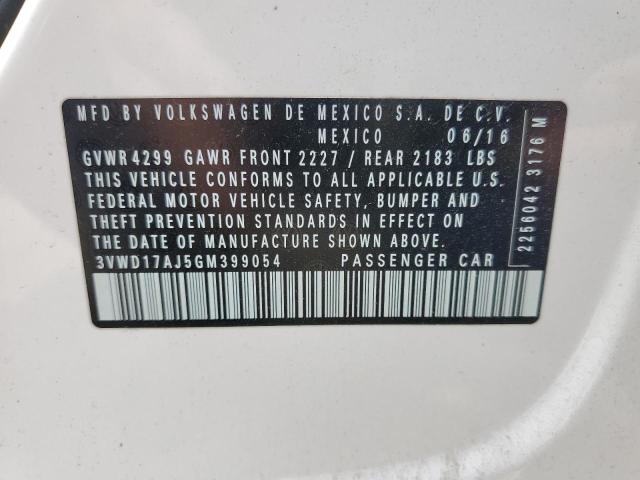 MFD BY VOLKSWAGEN DE MEXICO S.A. DE C.V.
MEXICO 06/16
GVWR 4299 GAWR FRONT 2227 / REAR 2183 LBS
THIS VEHICLE CONFORMS TO ALL APPLICABLE U.S.
FEDERAL MOTOR VEHICLE SAFETY, BUMPER AND
THEFT PREVENTION STANDARDS IN EFFECT ON
THE DATE OF MANUFACTURE SHOWN ABOVE
3VWD17AJ5GM399054 PASSENGER CAR
2256042 3176 M